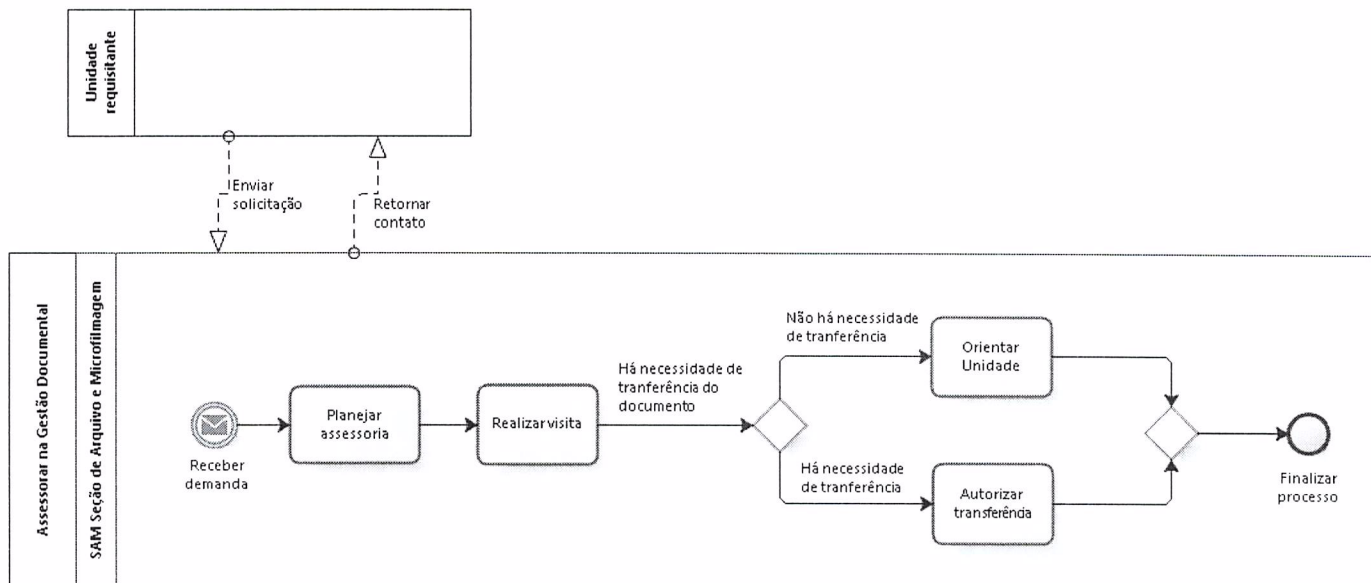 Unidade
requisitante
Enviar
solicitação
Retornar
contato
Assessorar na Gestão Documental
SAM Seção de Arquivo e Microfilmagem
Receber
demanda
Planejar
assessoria
Realizar visita
Há necessidade de
tranferência do
documento
Não há necessidade
de tranferência
Orientar
Unidade
Há necessidade
de tranferência
Autorizar
transferência
Finalizar
processo